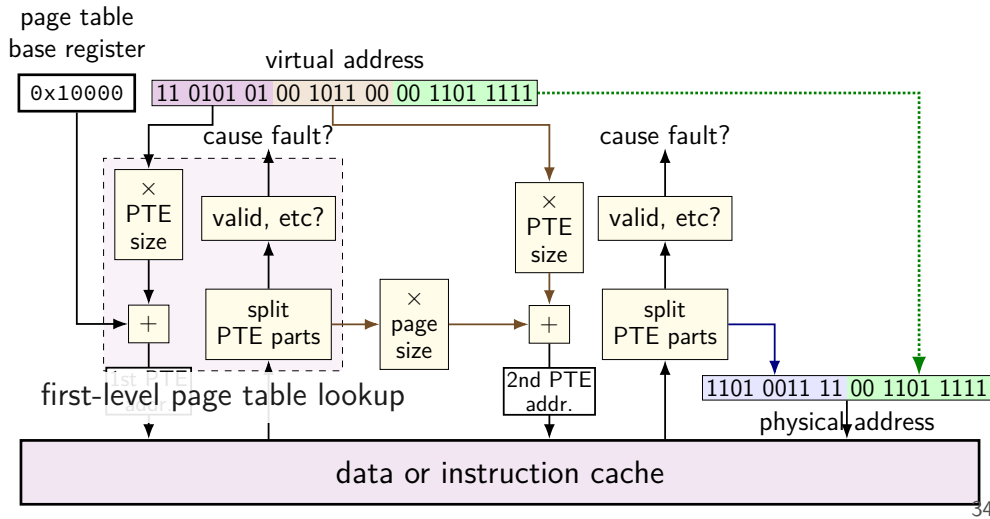 page table
base register
virtual address
0x10000
11 0101 01 00 1011 00 00 1101 1111
cause fault?
cause fault?
×
PTE
size
valid, etc?
×
PTE
size
valid, etc?
+
split
PTE parts
×
page
size
+
split
PTE parts
1st PTE
addr.
first-level page table lookup
2nd PTE
addr.
1101 0011 11 00 1101 1111
physical address
data or instruction cache
34